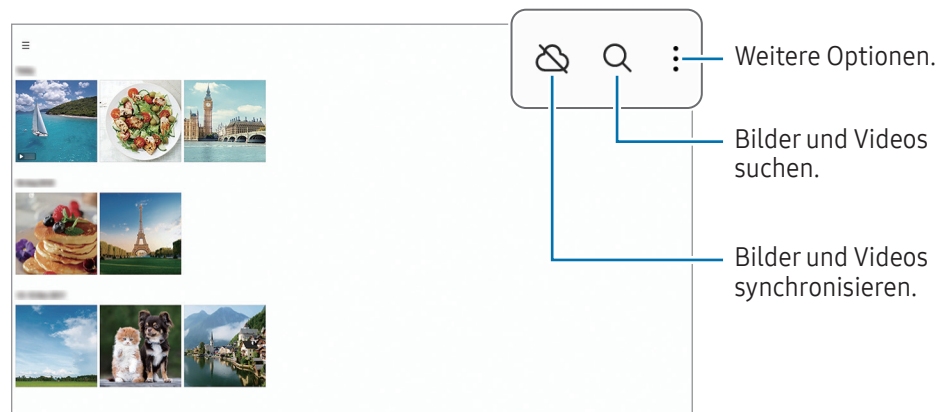 Weitere Optionen.
Bilder und Videos
suchen.
Bilder und Videos
synchronisieren.